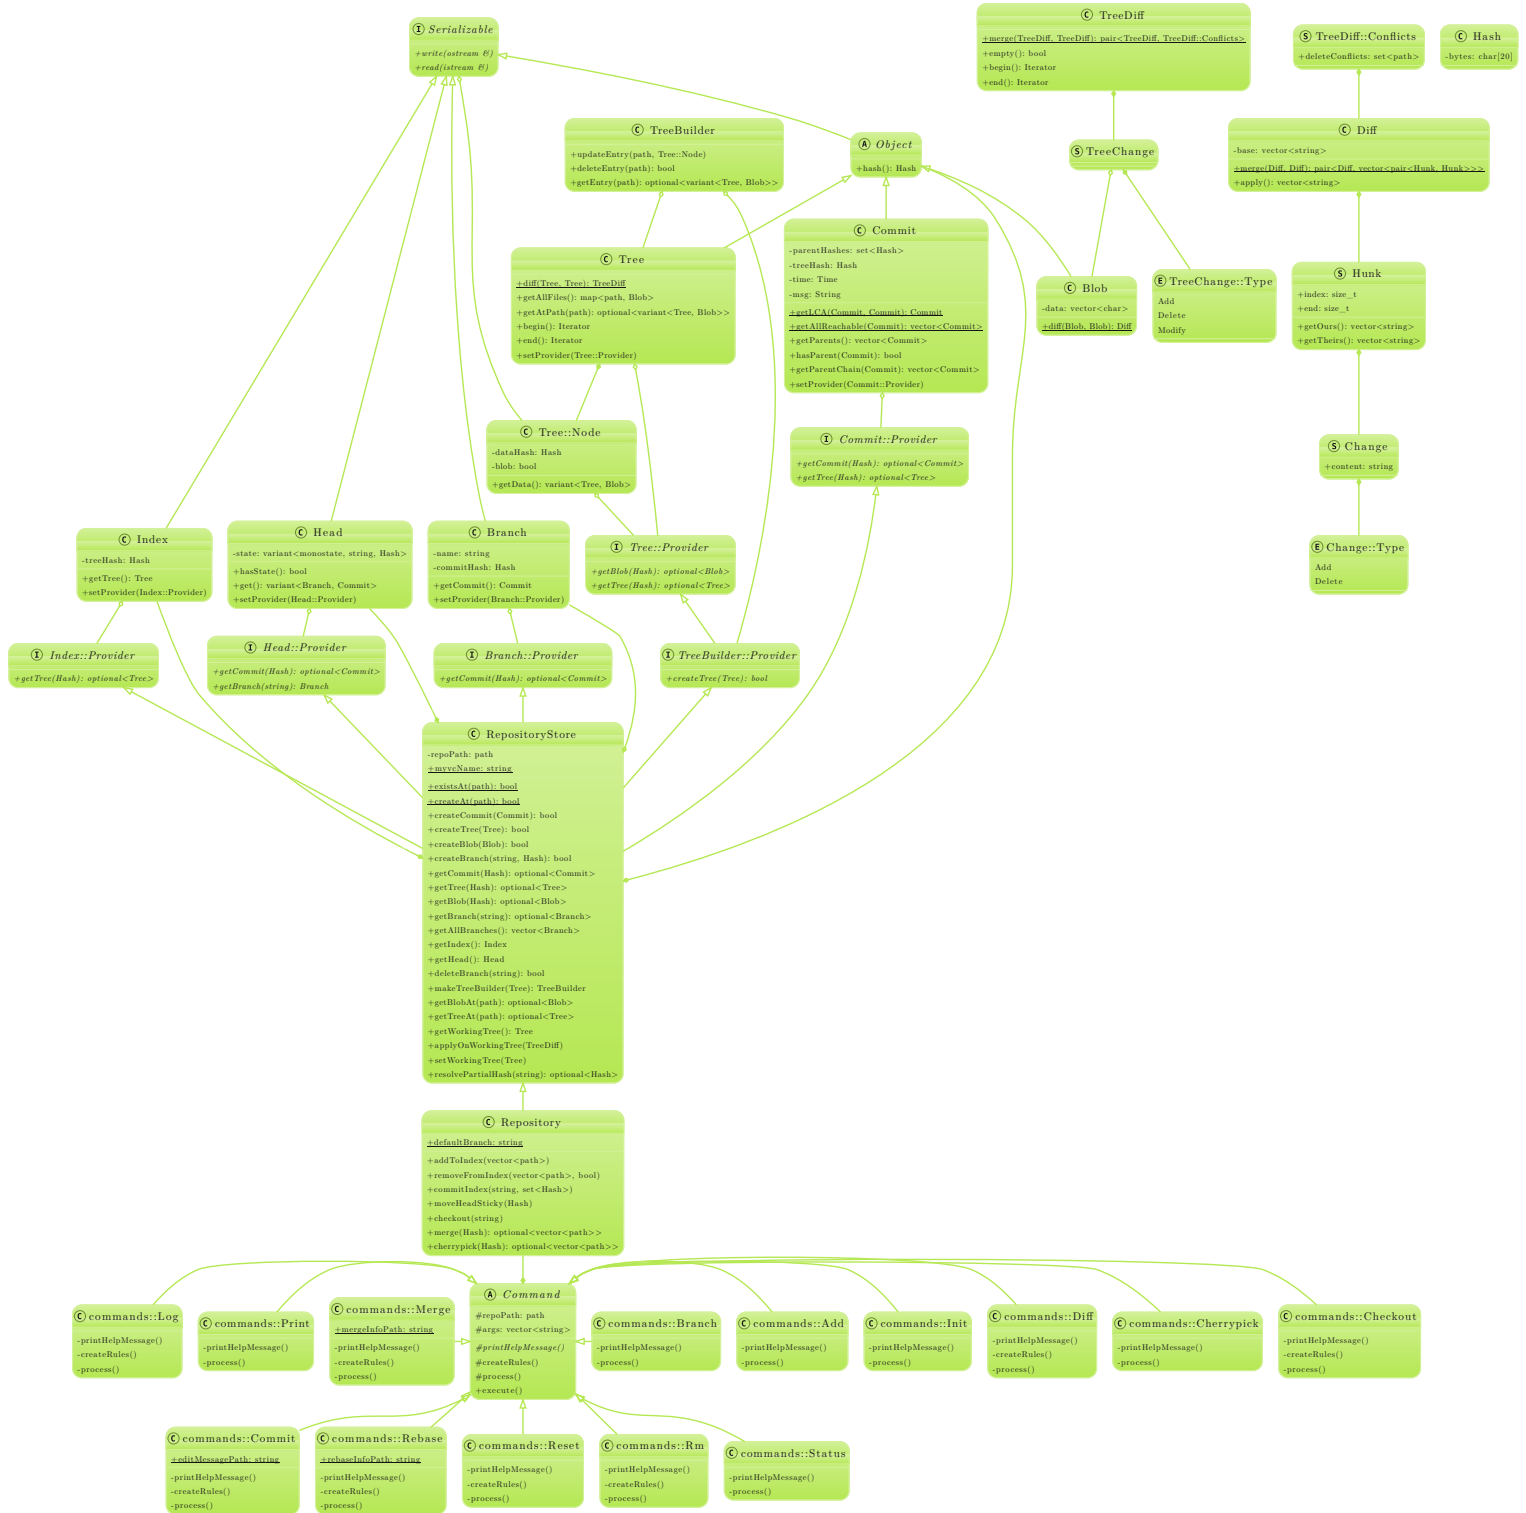 I Serializable
+write(ostream &)
+read(istream &)
C TreeDiff
+merge(TreeDiff, TreeDiff): pair<TreeDiff, TreeDiff::Conflicts>
+empty(): bool
+begin(): Iterator
+end(): Iterator
S TreeDiff::Conflicts
+deleteConflicts: set<path>
C Hash
-bytes: char[20]
C TreeBuilder
+updateEntry(path, Tree::Node)
+deleteEntry(path): bool
+getEntry(path): optional<variant<Tree, Blob>>
A Object
+hash(): Hash
S TreeChange
C Diff
-base: vector<string>
+merge(Diff, Diff): pair<Diff, vector<pair<Hunk, Hunk>>>
+apply(): vector<string>
C Tree
+diff(Tree, Tree): TreeDiff
+getAllFiles(): map<path, Blob>
+getAtPath(path): optional<variant<Tree, Blob>>
+begin(): Iterator
+end(): Iterator
+setProvider(Tree::Provider)
C Commit
-parentHashes: set<Hash>
-treeHash: Hash
-time: Time
-msg: String
+getLCA(Commit, Commit): Commit
+getAllReachable(Commit): vector<Commit>
+getParents(): vector<Commit>
+hasParent(Commit): bool
+getParentChain(Commit): vector<Commit>
+setProvider(Commit::Provider)
C Blob
-data: vector<char>
+diff(Blob, Blob): Diff
E TreeChange::Type
Add
Delete
Modify
S Hunk
+index: size_t
+end: size_t
+getOurs(): vector<string>
+getTheirs(): vector<string>
C Tree::Node
-dataHash: Hash
-blob: bool
+getData(): variant<Tree, Blob>
I Commit::Provider
+getCommit(Hash): optional<Commit>
+getTree(Hash): optional<Tree>
S Change
+content: string
C Index
-treeHash: Hash
+getTree(): Tree
+setProvider(Index::Provider)
C Head
-state: variant<monostate, string, Hash>
+hasState(): bool
+get(): variant<Branch, Commit>
+setProvider(Head::Provider)
C Branch
-name: string
-commitHash: Hash
+getCommit(): Commit
+setProvider(Branch::Provider)
I Tree::Provider
+getBlob(Hash): optional<Blob>
+getTree(Hash): optional<Tree>
E Change::Type
Add
Delete
I Index::Provider
+getTree(Hash): optional<Tree>
I Head::Provider
+getCommit(Hash): optional<Commit>
+getBranch(string): Branch
I Branch::Provider
+getCommit(Hash): optional<Commit>
I TreeBuilder::Provider
+createTree(Tree): bool
C RepositoryStore
-repoPath: path
+myvcName: string
+existsAt(path): bool
+createAt(path): bool
+createCommit(Commit): bool
+createTree(Tree): bool
+createBlob(Blob): bool
+createBranch(string, Hash): bool
+getCommit(Hash): optional<Commit>
+getTree(Hash): optional<Tree>
+getBlob(Hash): optional<Blob>
+getBranch(string): optional<Branch>
+getAllBranches(): vector<Branch>
+getIndex(): Index
+getHead(): Head
+deleteBranch(string): bool
+makeTreeBuilder(Tree): TreeBuilder
+getBlobAt(path): optional<Blob>
+getTreeAt(path): optional<Tree>
+getWorkingTree(): Tree
+applyOnWorkingTree(TreeDiff)
+setWorkingTree(Tree)
+resolvePartialHash(string): optional<Hash>
C Repository
+defaultBranch: string
+addToIndex(vector<path>)
+removeFromIndex(vector<path>, bool)
+commitIndex(string, set<Hash>)
+moveHeadSticky(Hash)
+checkout(string)
+merge(Hash): optional<vector<path>>
+cherrypick(Hash): optional<vector<path>>
C commands::Log
-printHelpMessage()
-createRules()
-process()
C commands::Print
-printHelpMessage()
-process()
C commands::Merge
+mergeInfoPath: string
-printHelpMessage()
-createRules()
-process()
A Command
#repoPath: path
#args: vector<string>
#printHelpMessage()
#createRules()
#process()
+execute()
C commands::Branch
-printHelpMessage()
-process()
C commands::Add
-printHelpMessage()
-process()
C commands::Init
-printHelpMessage()
-process()
C commands::Diff
-printHelpMessage()
-createRules()
-process()
C commands::Cherrypick
-printHelpMessage()
-process()
C commands::Checkout
-printHelpMessage()
-createRules()
-process()
C commands::Commit
+editMessagePath: string
-printHelpMessage()
-createRules()
-process()
C commands::Rebase
+rebaseInfoPath: string
-printHelpMessage()
-createRules()
-process()
C commands::Reset
-printHelpMessage()
-createRules()
-process()
C commands::Rm
-printHelpMessage()
-createRules()
-process()
C commands::Status
-printHelpMessage()
-process()